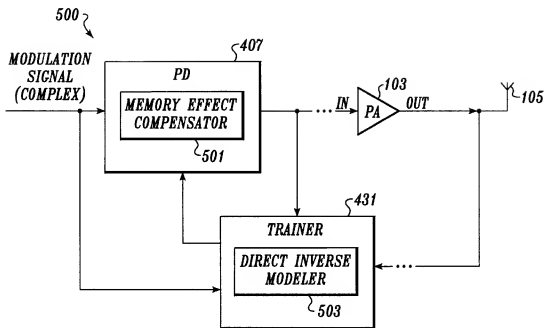 500
407
MODULATION
SIGNAL
(COMPLEX)
PD
MEMORY EFFECT
COMPENSATOR
501
IN
103
PA
OUT
105
431
TRAINER
DIRECT INVERSE
MODELER
503